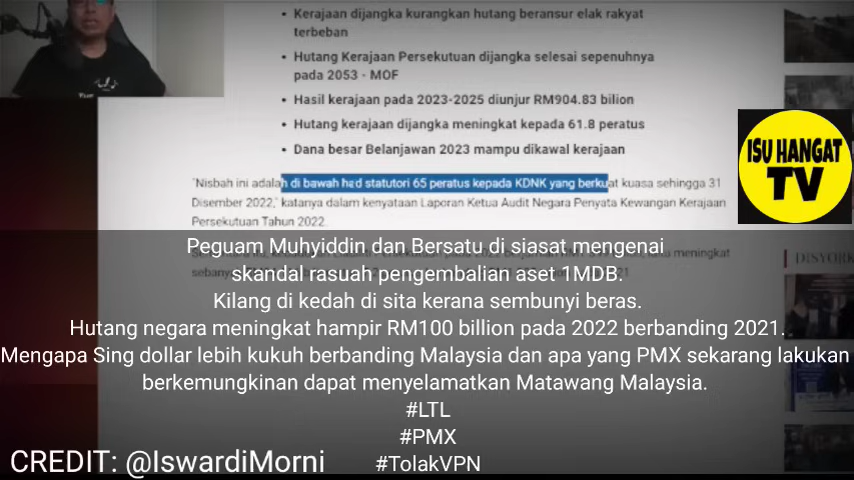 • Kerajaan dijangka kurangkan hutang beransur elak rakyat
terbeban
• Hutang Kerajaan Persekutuan dijangka selesai sepenuhnya
pada 2053 - MOF
• Hasil kerajaan pada 2023-2025 diunjur RM904.83 bilion
• Hutang kerajaan dijangka meningkat kepada 61.8 peratus
• Dana besar Belanjawan 2023 mampu dikawal kerajaan
"Nisbah ini adalah di bawah had statutori 65 peratus kepada KDNK yang berkuat kuasa sehingga 31
Disember 2022," katanya dalam kenyataan Laporan Ketua Audit Negara Penyata Kewangan Kerajaan
Persekutuan Tahun 2022.
ISU HANGAT
TV
Peguam Muhyiddin dan Bersatu di siasat mengenai
skandal rasuah pengembalian aset 1MDB.
Kilang di kedah di sita kerana sembunyi beras.
Hutang negara meningkat hampir RM100 billion pada 2022 berbanding 2021.
Mengapa Sing dollar lebih kukuh berbanding Malaysia dan apa yang PMX sekarang lakukan
berkemungkinan dapat menyelamatkan Matawang Malaysia.
#LTL
#PMX
#TolakVPN
CREDIT: @IswardiMorni